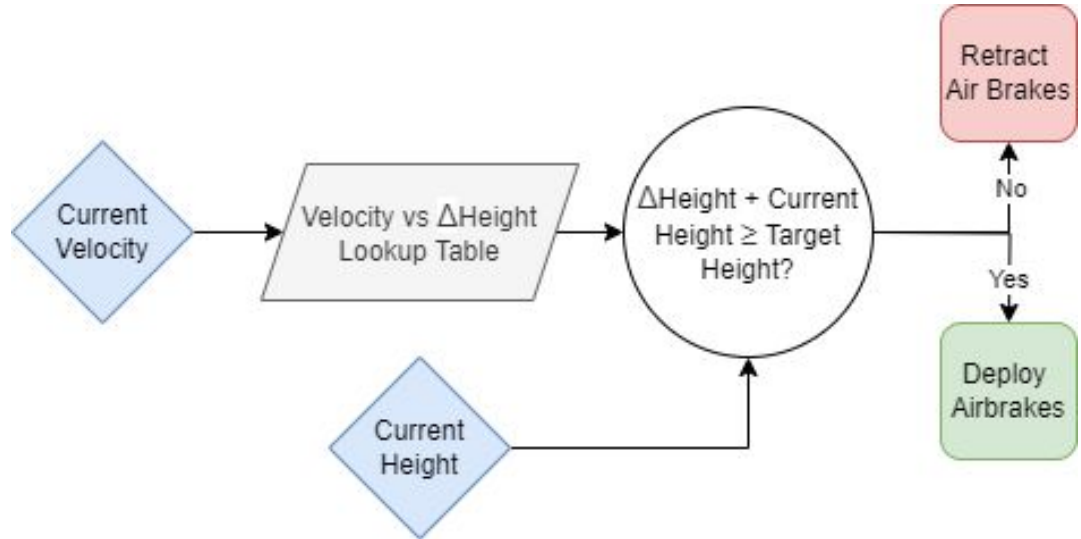 Current
Velocity
Velocity vs ΔHeight
Lookup Table
ΔHeight + Current
Height ≥ Target
Height?
Current
Height
No
Yes
Retract
Air Brakes
Deploy
Airbrakes